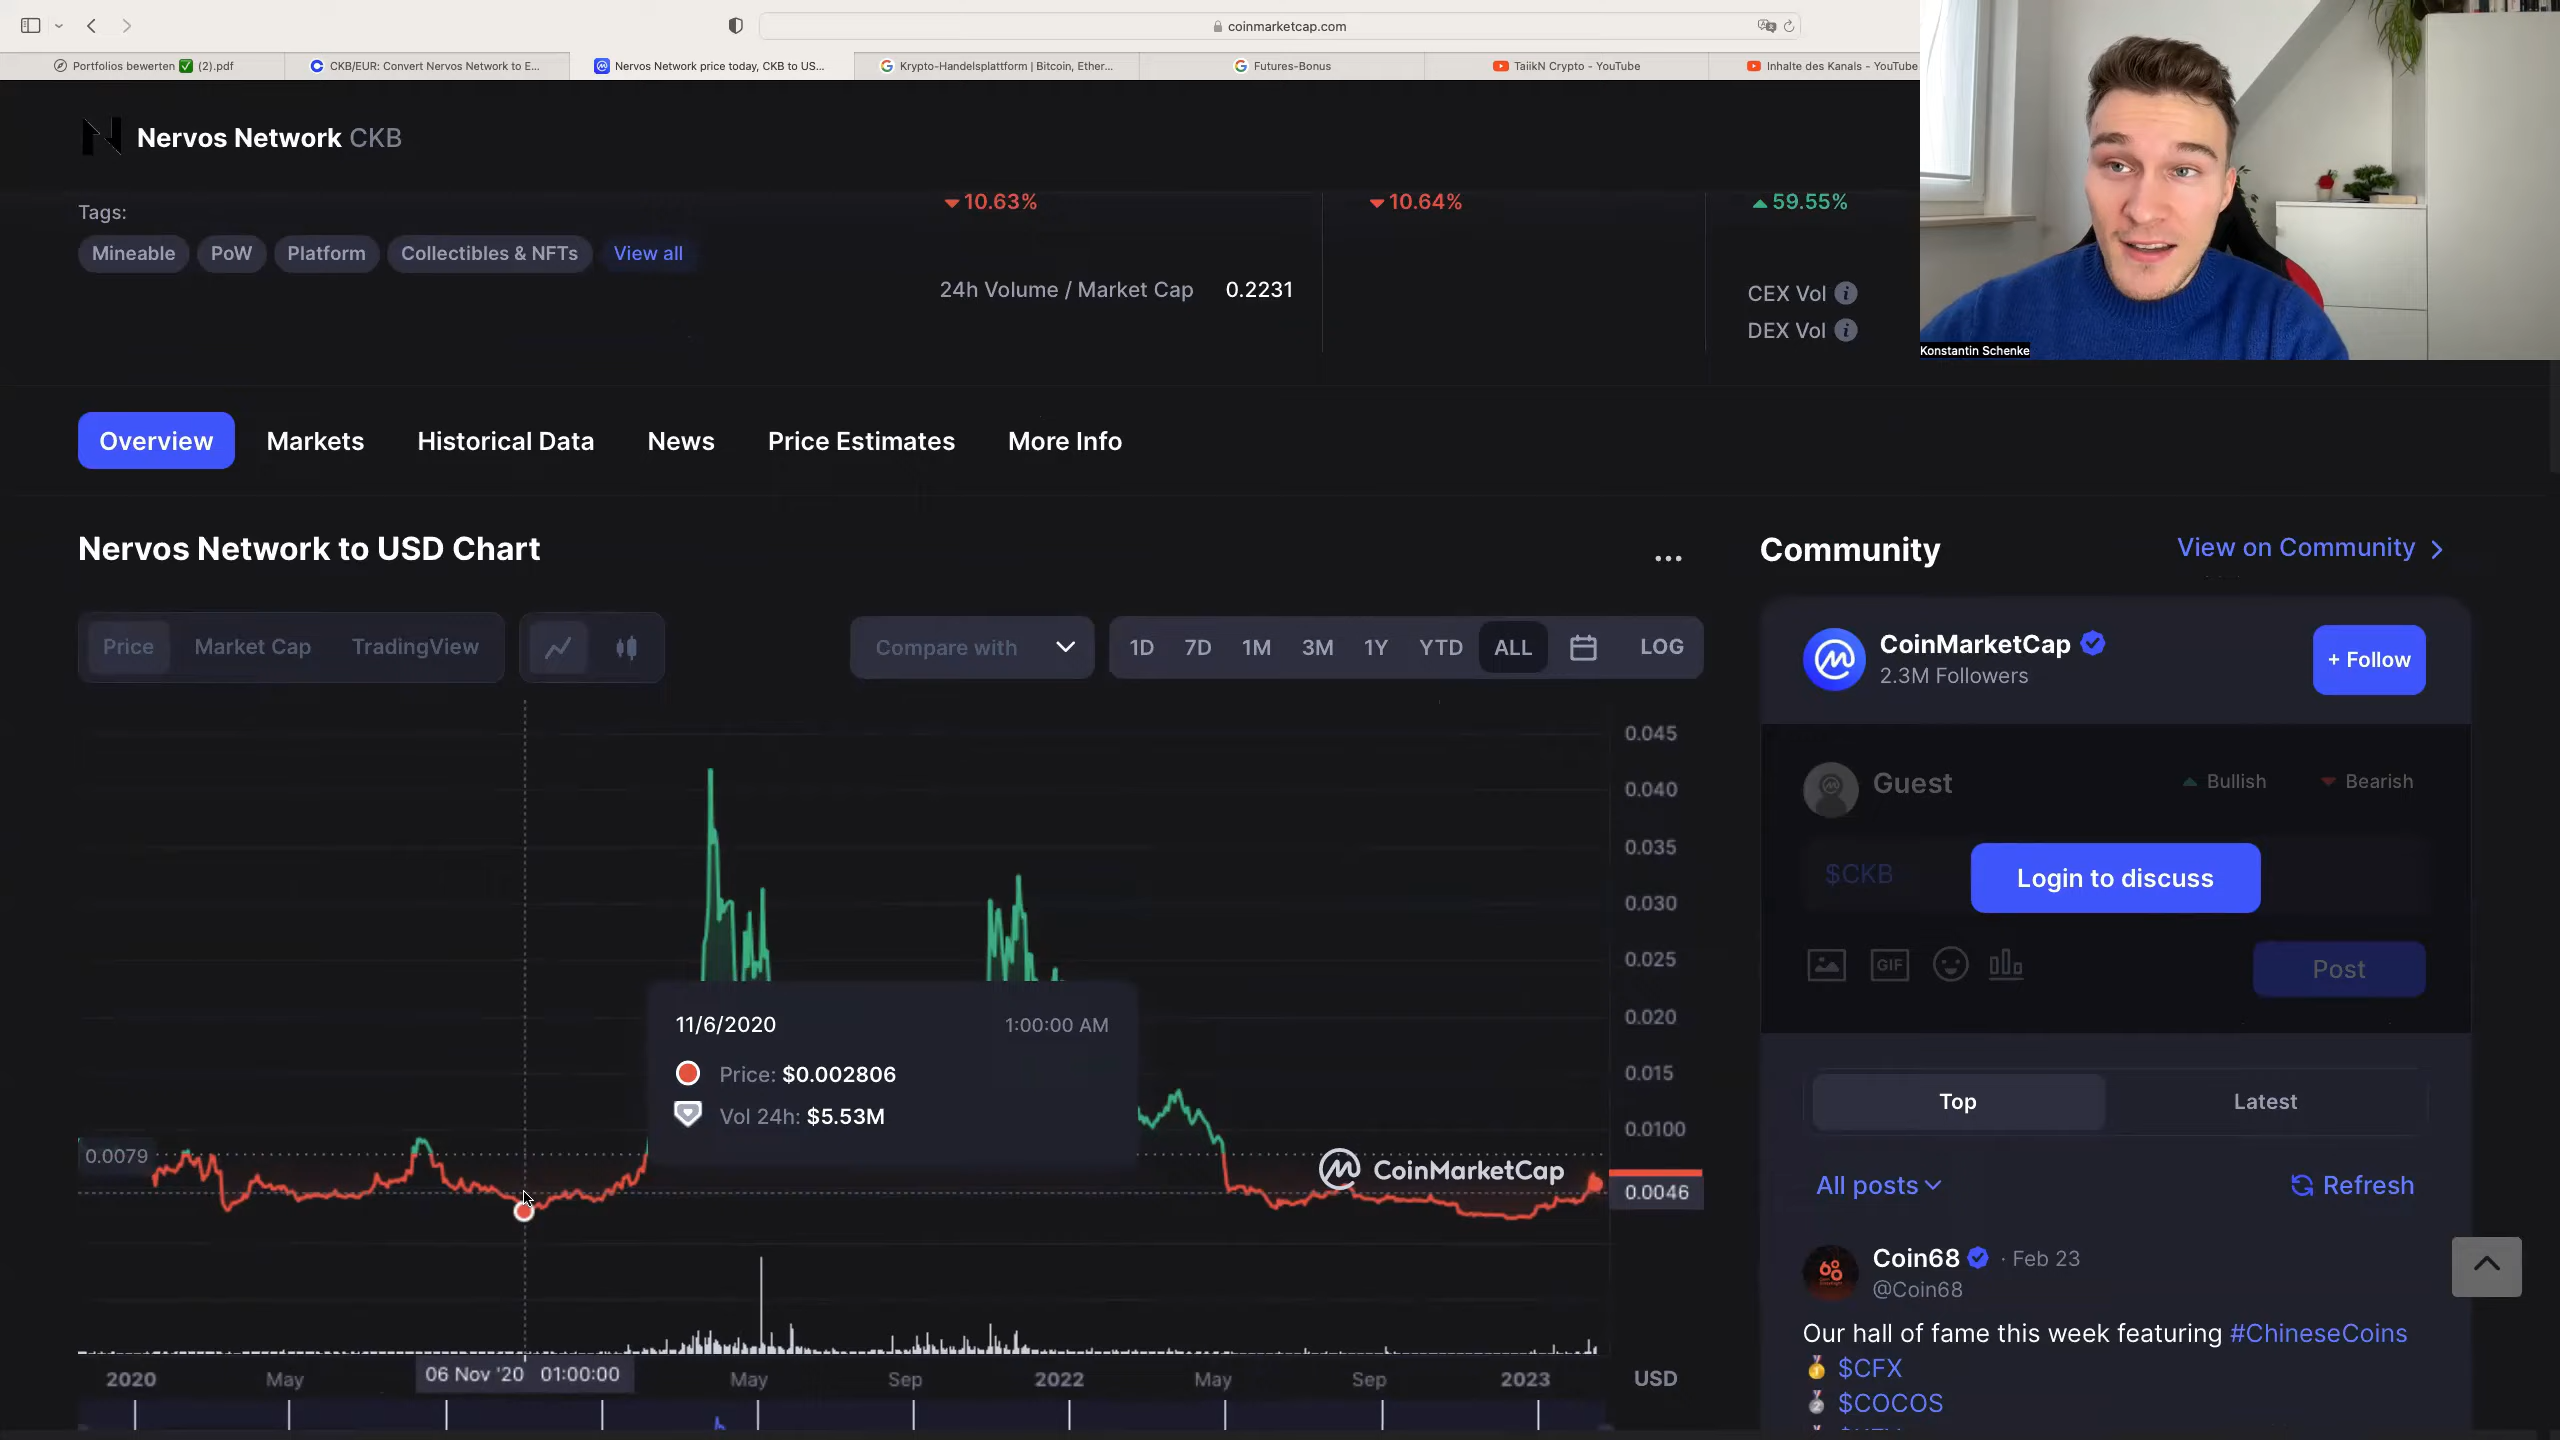 coinmarketcap.com
Portfolios bewerten ✅ (2).pdf
CKB/EUR: Convert Nervos Network to E...
Nervos Network price today, CKB to US...
Krypto-Handelsplattform | Bitcoin, Ether...
Futures-Bonus
TaiikN Crypto - YouTube
Inhalte des Kanals - YouTube
Nervos Network CKB
Tags:
Mineable PoW Platform Collectibles & NFTs View all
10.63%
10.64%
59.55%
24h Volume / Market Cap 0.2231
CEX Vol
DEX Vol
Konstantin Schenke
Overview Markets Historical Data News Price Estimates More Info
Nervos Network to USD Chart
Price Market Cap TradingView
Compare with
1D 7D 1M 3M 1Y YTD ALL LOG
0.045
0.040
0.035
0.030
0.025
0.020
0.015
0.0100
0.0079
0.0046
11/6/2020 1:00:00 AM
Price: $0.002806
Vol 24h: $5.53M
CoinMarketCap
2020 May 06 Nov '20 01:00:00 May Sep 2022 May Sep 2023 USD
Community
View on Community
CoinMarketCap
2.3M Followers
+ Follow
Guest
Bullish
Bearish
$CKB
Login to discuss
GIF
Post
Top Latest
All posts
Refresh
Coin68 · Feb 23
@Coin68
68
Our hall of fame this week featuring #ChineseCoins
🥇 $CFX
🥈 $COCOS